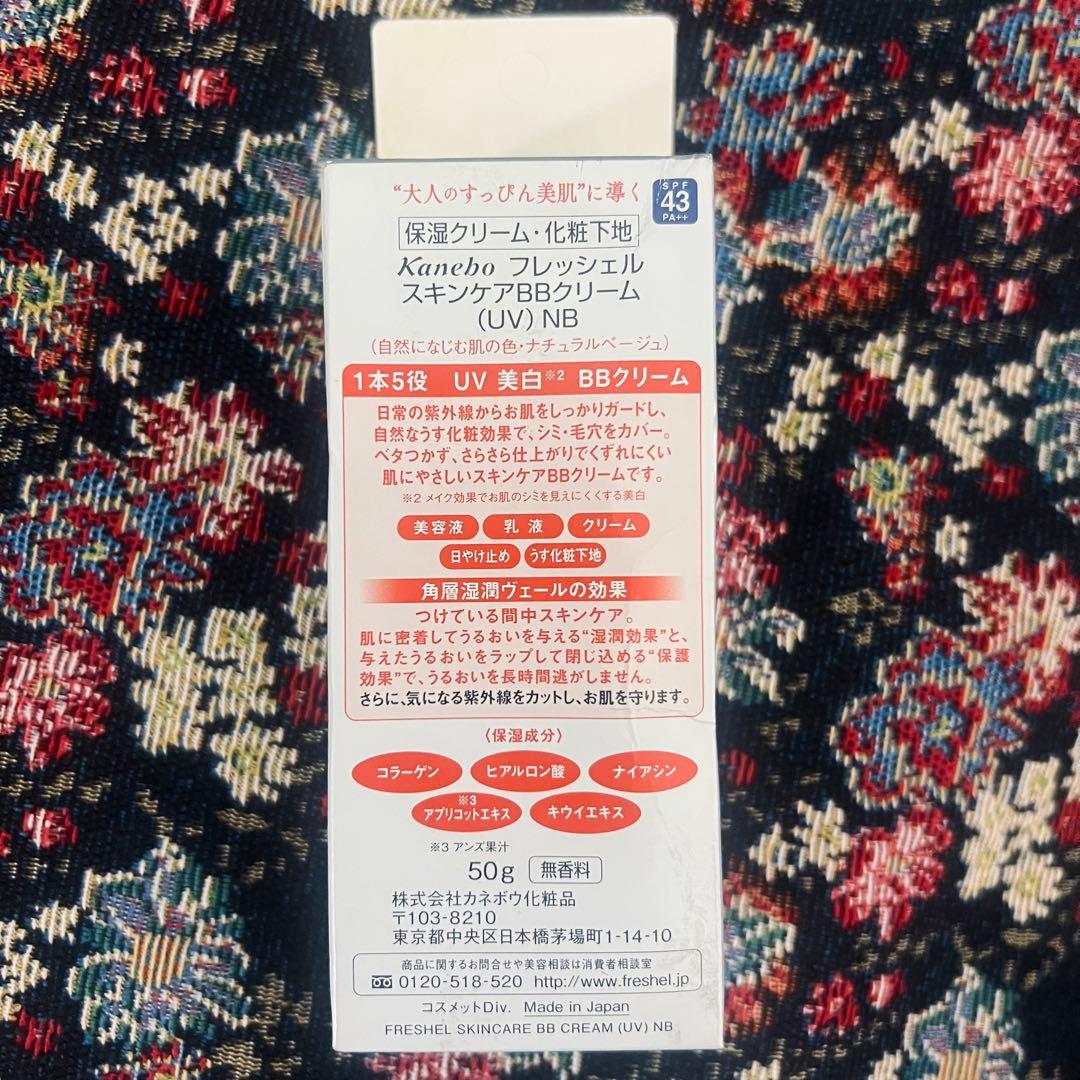 “大人のすっぴん美肌”に導く
SPF
43
PA++
保湿クリーム・化粧下地
Kanebo フレッシェル
スキンケアBBクリーム
(UV) NB
(自然になじむ肌の色・ナチュラルベージュ)
1本5役 UV 美白※2 BBクリーム
日常の紫外線からお肌をしっかりガードし、
自然なうす化粧効果で、シミ・毛穴をカバー。
ベタつかず、さらさら仕上がりでくずれにくい
肌にやさしいスキンケアBBクリームです。
※2 メイク効果でお肌のシミを見えにくくする美白
美容液 乳液 クリーム
日やけ止め うす化粧下地
角層湿潤ヴェールの効果
つけている間中スキンケア。
肌に密着してうるおいを与える“湿潤効果”と、
与えたうるおいをラップして閉じ込める“保護
効果”で、うるおいを長時間逃がしません。
さらに、気になる紫外線をカットし、お肌を守ります。
〈保湿成分〉
コラーゲン ヒアルロン酸 ナイアシン
※3
アプリコットエキス キウイエキス
※3 アンズ果汁
50g 無香料
株式会社カネボウ化粧品
〒103-8210
東京都中央区日本橋茅場町1-14-10
商品に関するお問合せや美容相談は消費者相談室
0120-518-520 http://www.freshel.jp
コスメットDiv. Made in Japan
FRESHEL SKINCARE BB CREAM (UV) NB